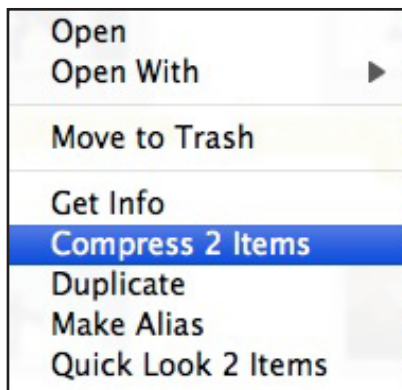 Open
Open With
Move to Trash
Get Info
Compress 2 Items
Duplicate
Make Alias
Quick Look 2 Items